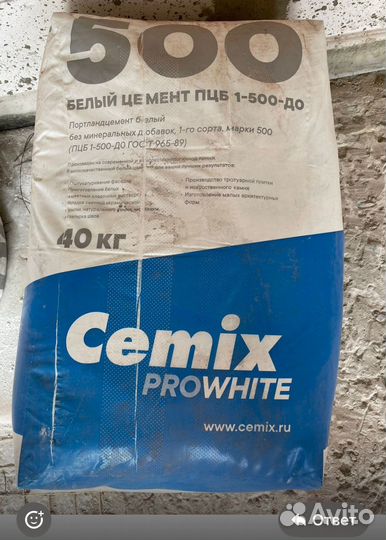 500
БЕЛЫЙ ЦЕМЕНТ ПЦБ 1-500-Д0
Портландцемент белый
без минеральных добавок, 1-го сорта, марки 500
(ПЦБ 1-500-Д0 ГОСТ 965-89)
• Производство тротуарной плитки
и искусственного камня
• Изготовление малых архитектурных
форм
40 КГ
Cemix
PROWHITE
www.cemix.ru
Ответ
Avito